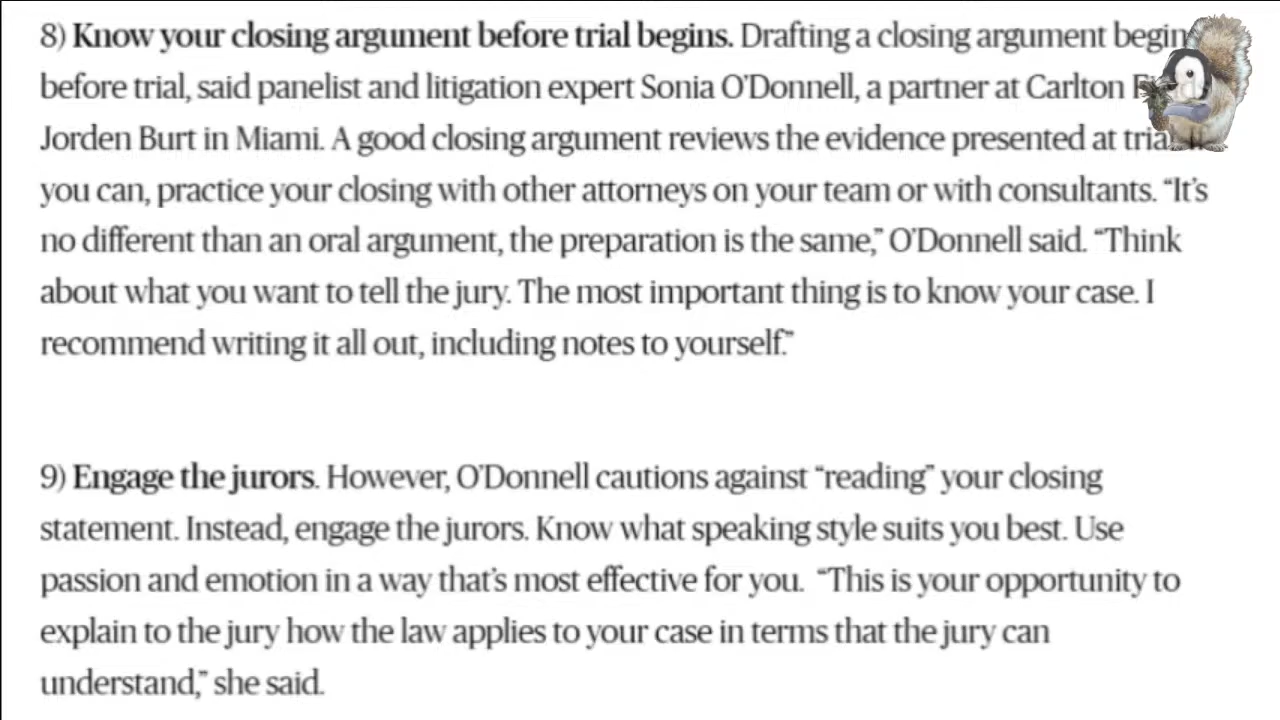 8) Know your closing argument before trial begins. Drafting a closing argument begin
before trial, said panelist and litigation expert Sonia O’Donnell, a partner at Carlton
Jorden Burt in Miami. A good closing argument reviews the evidence presented at
you can, practice your closing with other attorneys on your team or with consultants. “It’s
no different than an oral argument, the preparation is the same,” O’Donnell said. “Think
about what you want to tell the jury. The most important thing is to know your case. I
recommend writing it all out, including notes to yourself.”
9) Engage the jurors. However, O’Donnell cautions against “reading” your closing
statement. Instead, engage the jurors. Know what speaking style suits you best. Use
passion and emotion in a way that’s most effective for you. “This is your opportunity to
explain to the jury how the law applies to your case in terms that the jury can
understand,” she said.